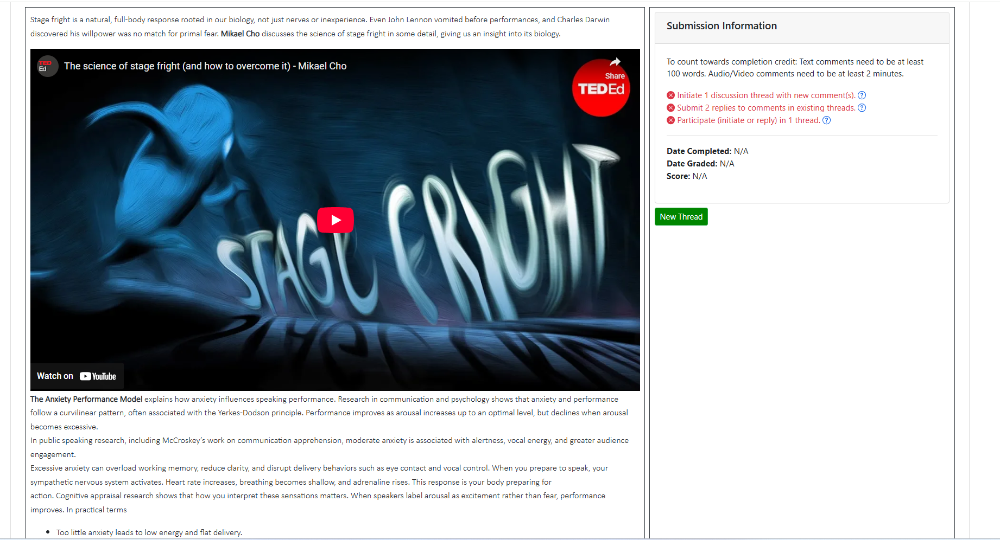 Stage fright is a natural, full-body response rooted in our biology, not just nerves or inexperience. Even John Lennon vomited before performances, and Charles Darwin
discovered his willpower was no match for primal fear. Mikael Cho discusses the science of stage fright in some detail, giving us an insight into its biology.
TED
Ed
The science of stage fright (and how to overcome it) - Mikael Cho
Share
TEDEd
STAGE FRIGHT
Watch on YouTube
The Anxiety Performance Model explains how anxiety influences speaking performance. Research in communication and psychology shows that anxiety and performance
follow a curvilinear pattern, often associated with the Yerkes-Dodson principle. Performance improves as arousal increases up to an optimal level, but declines when arousal
becomes excessive.
In public speaking research, including McCroskey’s work on communication apprehension, moderate anxiety is associated with alertness, vocal energy, and greater audience
engagement.
Excessive anxiety can overload working memory, reduce clarity, and disrupt delivery behaviors such as eye contact and vocal control. When you prepare to speak, your
sympathetic nervous system activates. Heart rate increases, breathing becomes shallow, and adrenaline rises. This response is your body preparing for
action. Cognitive appraisal research shows that how you interpret these sensations matters. When speakers label arousal as excitement rather than fear, performance
improves. In practical terms
• Too little anxiety leads to low energy and flat delivery.
Submission Information
To count towards completion credit: Text comments need to be at least
100 words. Audio/Video comments need to be at least 2 minutes.
Initiate 1 discussion thread with new comment(s). ?
Submit 2 replies to comments in existing threads. ?
Participate (initiate or reply) in 1 thread. ?
Date Completed: N/A
Date Graded: N/A
Score: N/A
New Thread